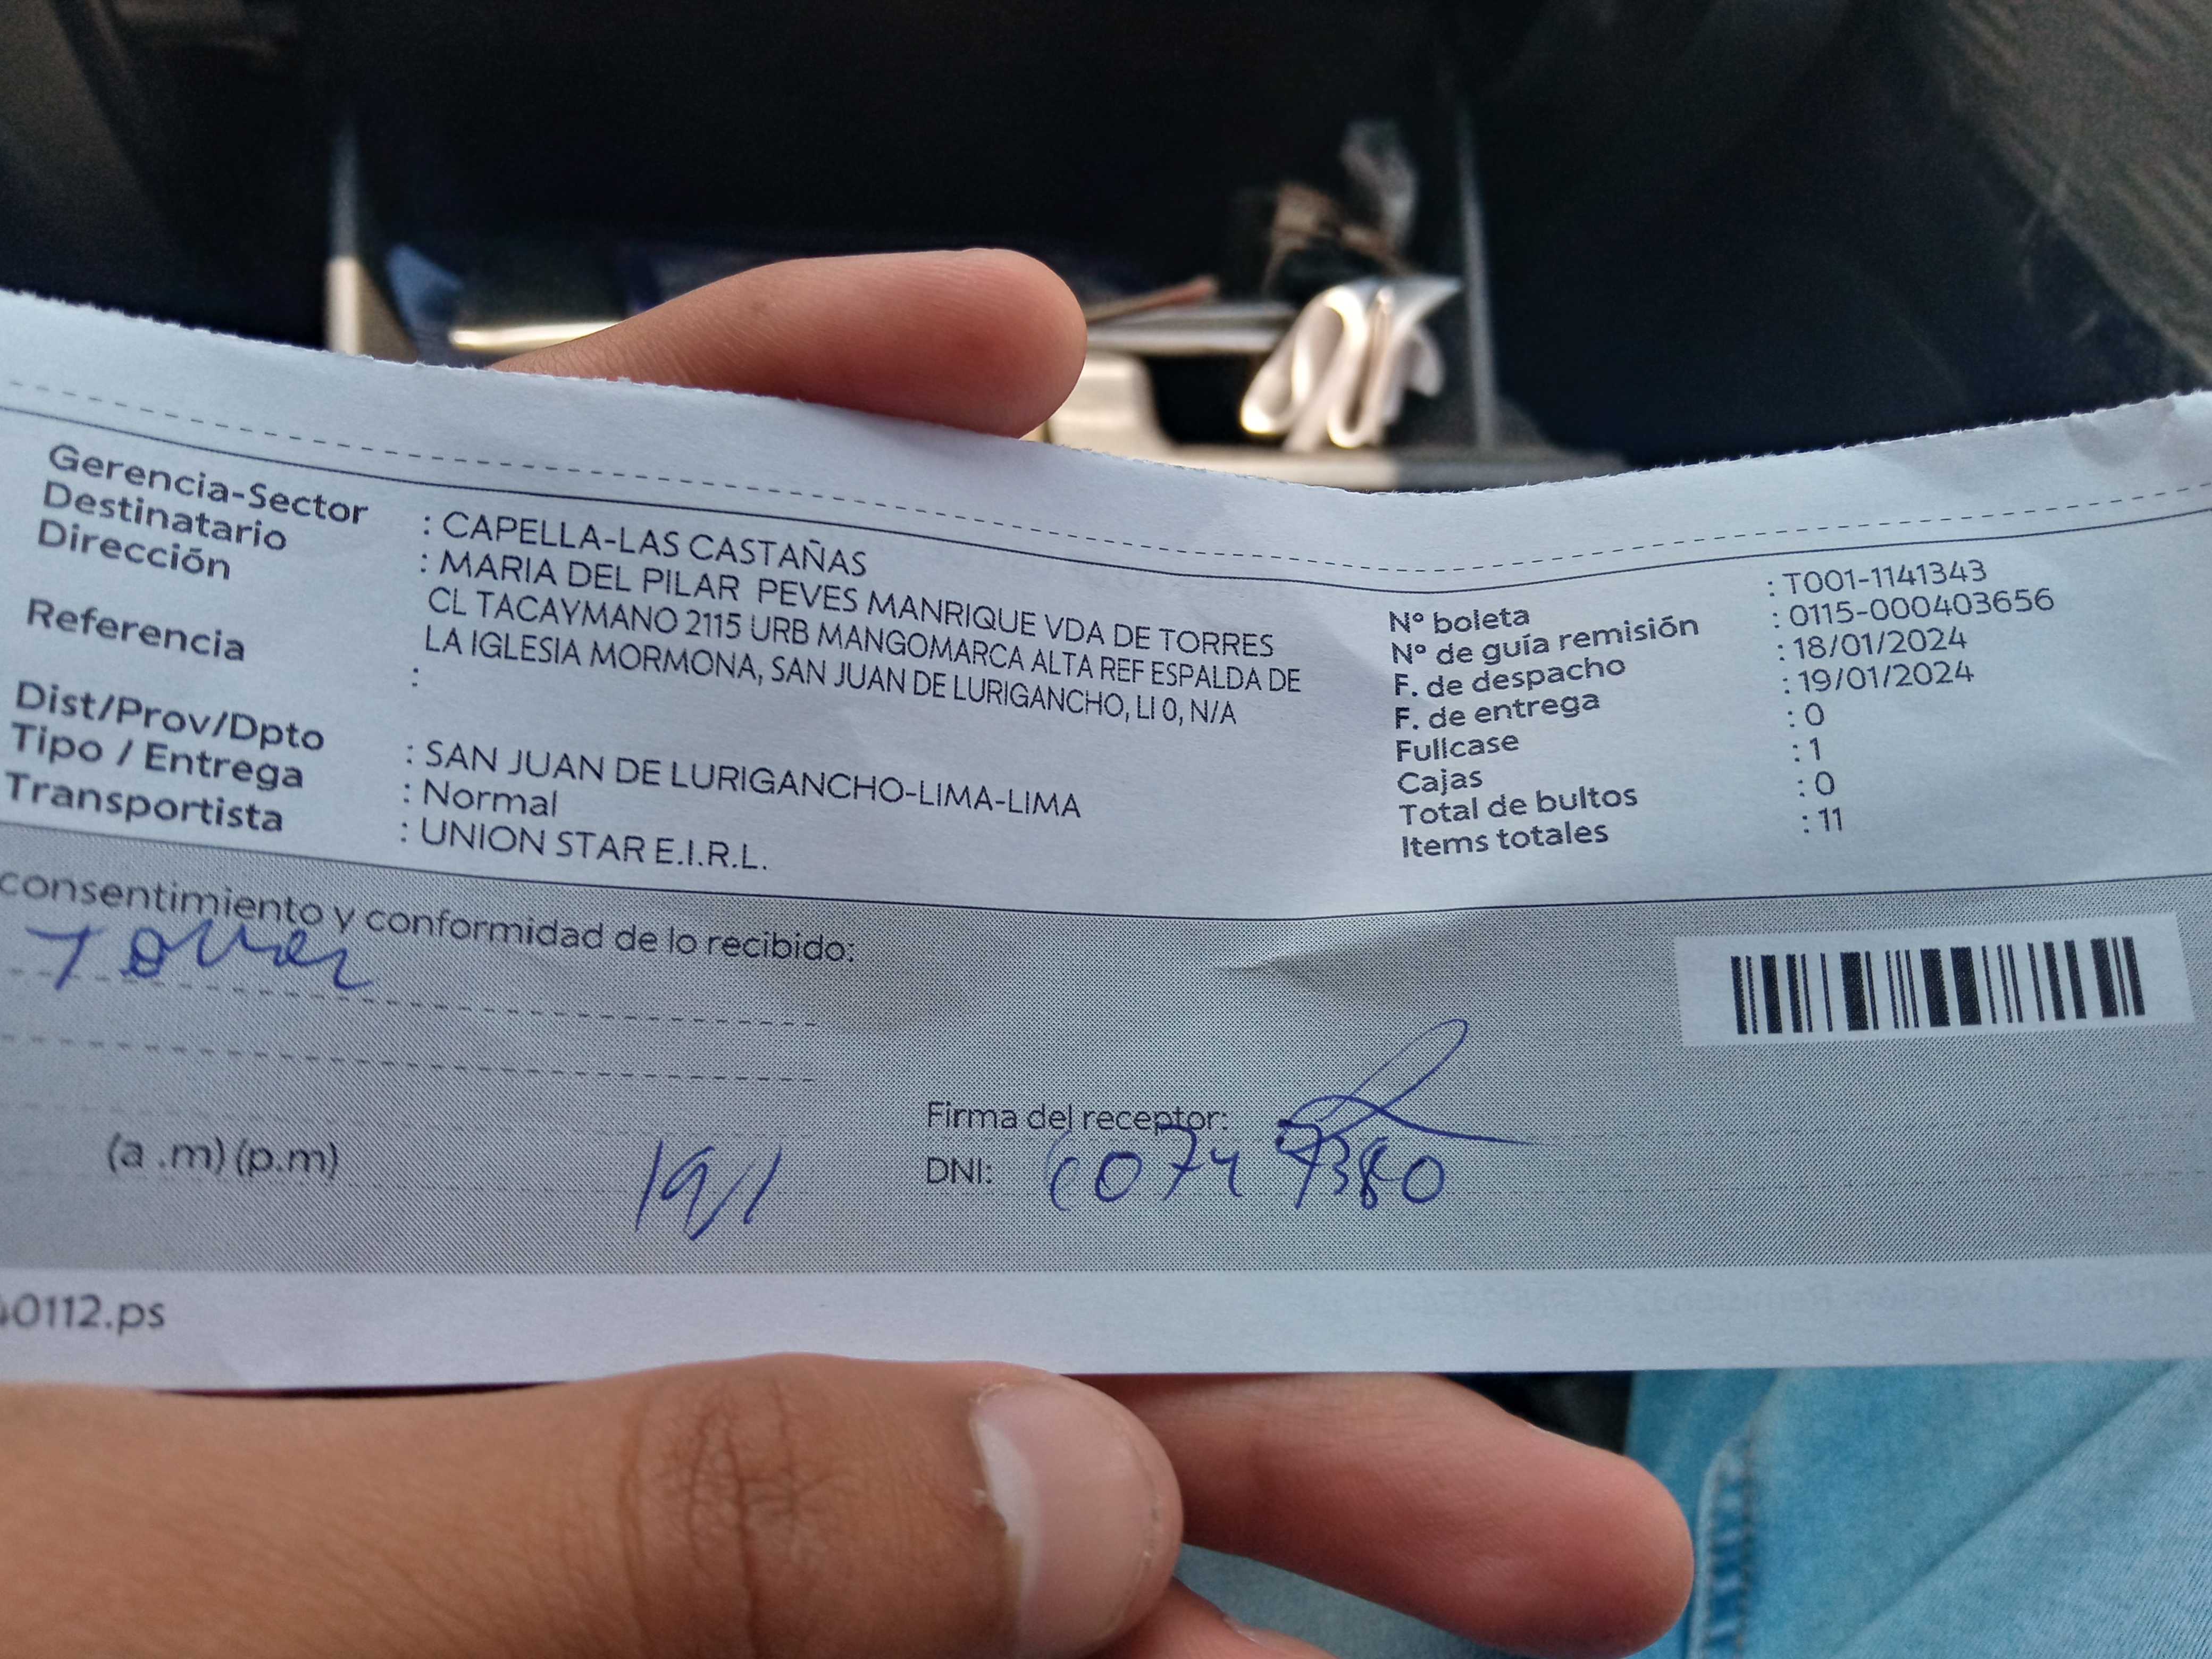 Gerencia-Sector : CAPELLA-LAS CASTAÑAS
Destinatario : MARIA DEL PILAR PEVES MANRIQUE VDA DE TORRES
Dirección CL TACAYMANO 2115 URB MANGOMARCA ALTA REF ESPALDA DE
LA IGLESIA MORMONA, SAN JUAN DE LURIGANCHO, LI 0, N/A
Referencia :
Dist/Prov/Dpto : SAN JUAN DE LURIGANCHO-LIMA-LIMA
Tipo / Entrega : Normal
Transportista : UNION STAR E.I.R.L.
Nº boleta : T001-1141343
Nº de guía remisión : 0115-000403656
F. de despacho : 18/01/2024
F. de entrega : 19/01/2024
Fullcase : 0
Cajas : 1
Total de bultos : 0
Items totales : 11
consentimiento y conformidad de lo recibido:
Firma del receptor:
(a .m) (p.m) 19/1
DNI:
40112.ps